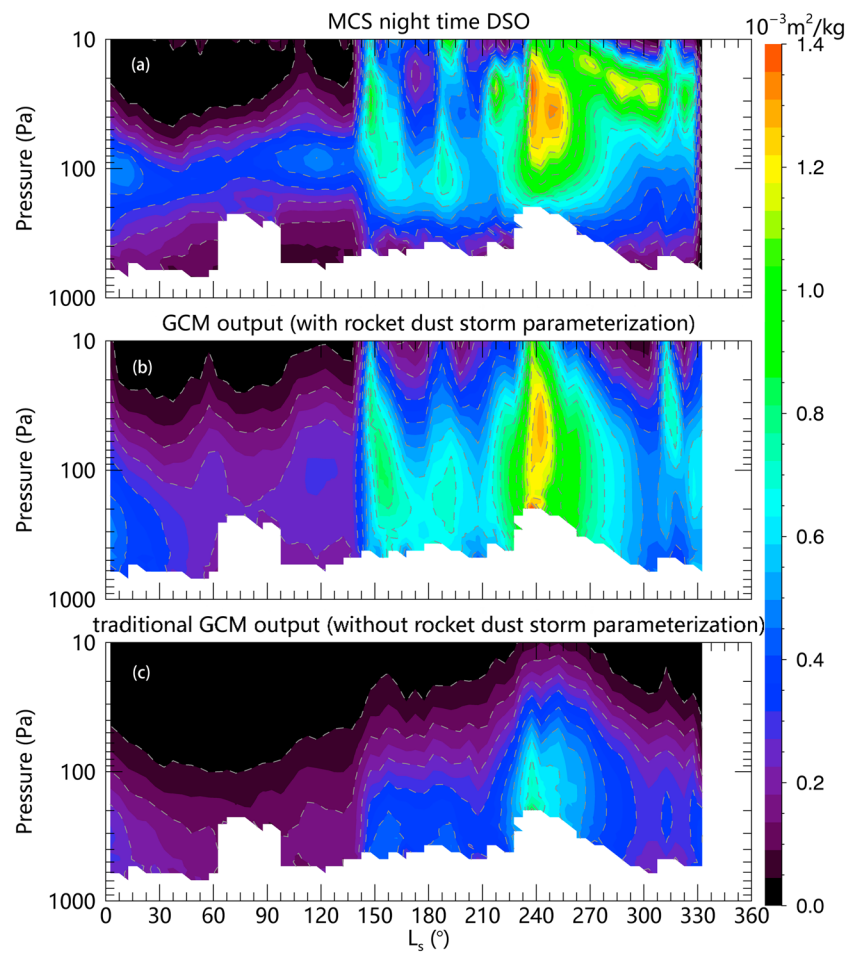 MCS night time DSO
10⁻³m²/kg
(a)
10
100
1000
Pressure (Pa)
GCM output (with rocket dust storm parameterization)
(b)
10
100
1000
Pressure (Pa)
traditional GCM output (without rocket dust storm parameterization)
(c)
10
100
1000
Pressure (Pa)
0 30 60 90 120 150 180 210 240 270 300 330 360
Lₛ (°)
1.4
1.2
1.0
0.8
0.6
0.4
0.2
0.0